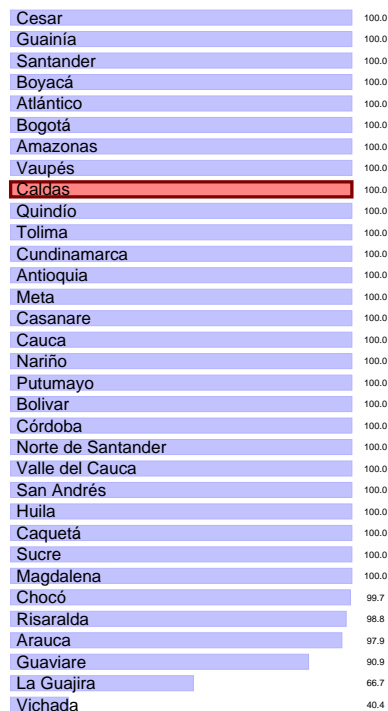 Cesar 100.0
Guainía 100.0
Santander 100.0
Boyacá 100.0
Atlántico 100.0
Bogotá 100.0
Amazonas 100.0
Vaupés 100.0
Caldas 100.0
Quindío 100.0
Tolima 100.0
Cundinamarca 100.0
Antioquia 100.0
Meta 100.0
Casanare 100.0
Cauca 100.0
Nariño 100.0
Putumayo 100.0
Bolivar 100.0
Córdoba 100.0
Norte de Santander 100.0
Valle del Cauca 100.0
San Andrés 100.0
Huila 100.0
Caquetá 100.0
Sucre 100.0
Magdalena 100.0
Chocó 99.7
Risaralda 98.8
Arauca 97.9
Guaviare 90.9
La Guajira 66.7
Vichada 40.4